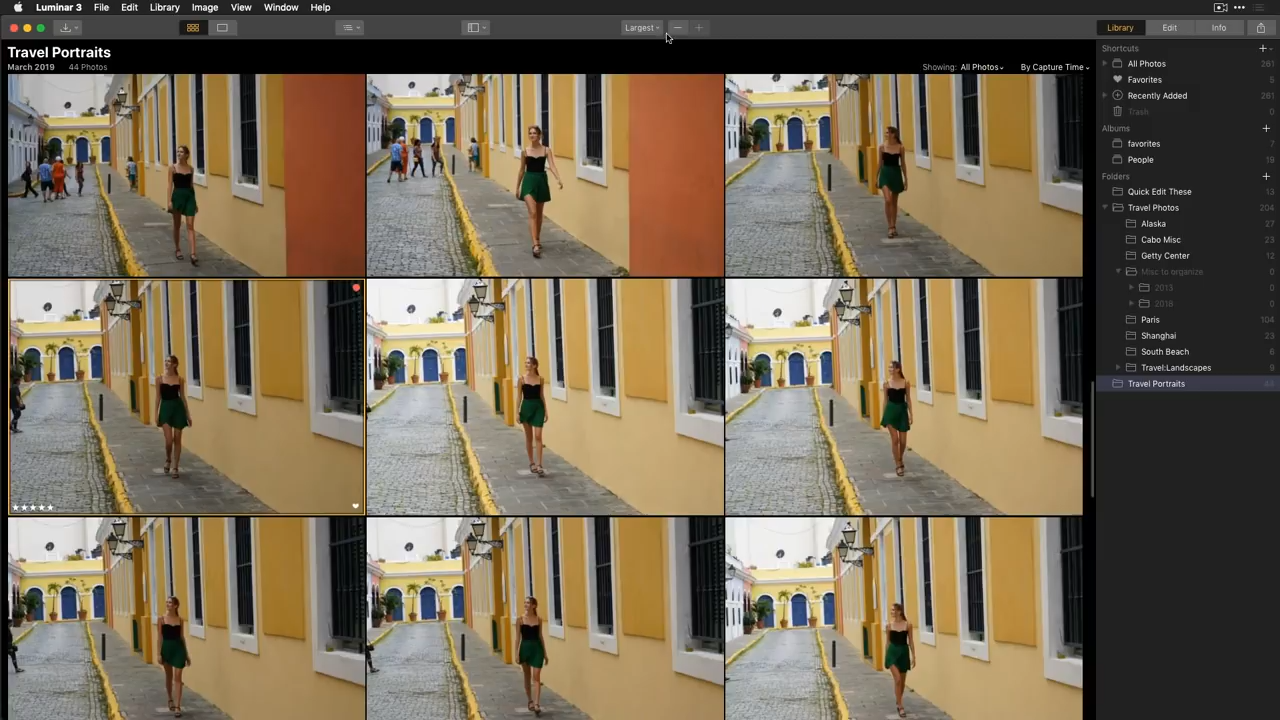 Luminar 3 File Edit Library Image View Window Help
Largest
Library Edit Info
Travel Portraits
March 2019 44 Photos
Showing: All Photos By Capture Time
Shortcuts
All Photos 261
Favorites 5
Recently Added 261
Trash 0
Albums
favorites 7
People 9
Folders
Quick Edit These 13
Travel Photos 204
Alaska 27
Cabo Misc 23
Getty Center 12
Misc to organize 0
2013 0
2018 0
Paris 104
Shanghai 4
South Beach 6
Travel:Landscapes 9
Travel Portraits 44